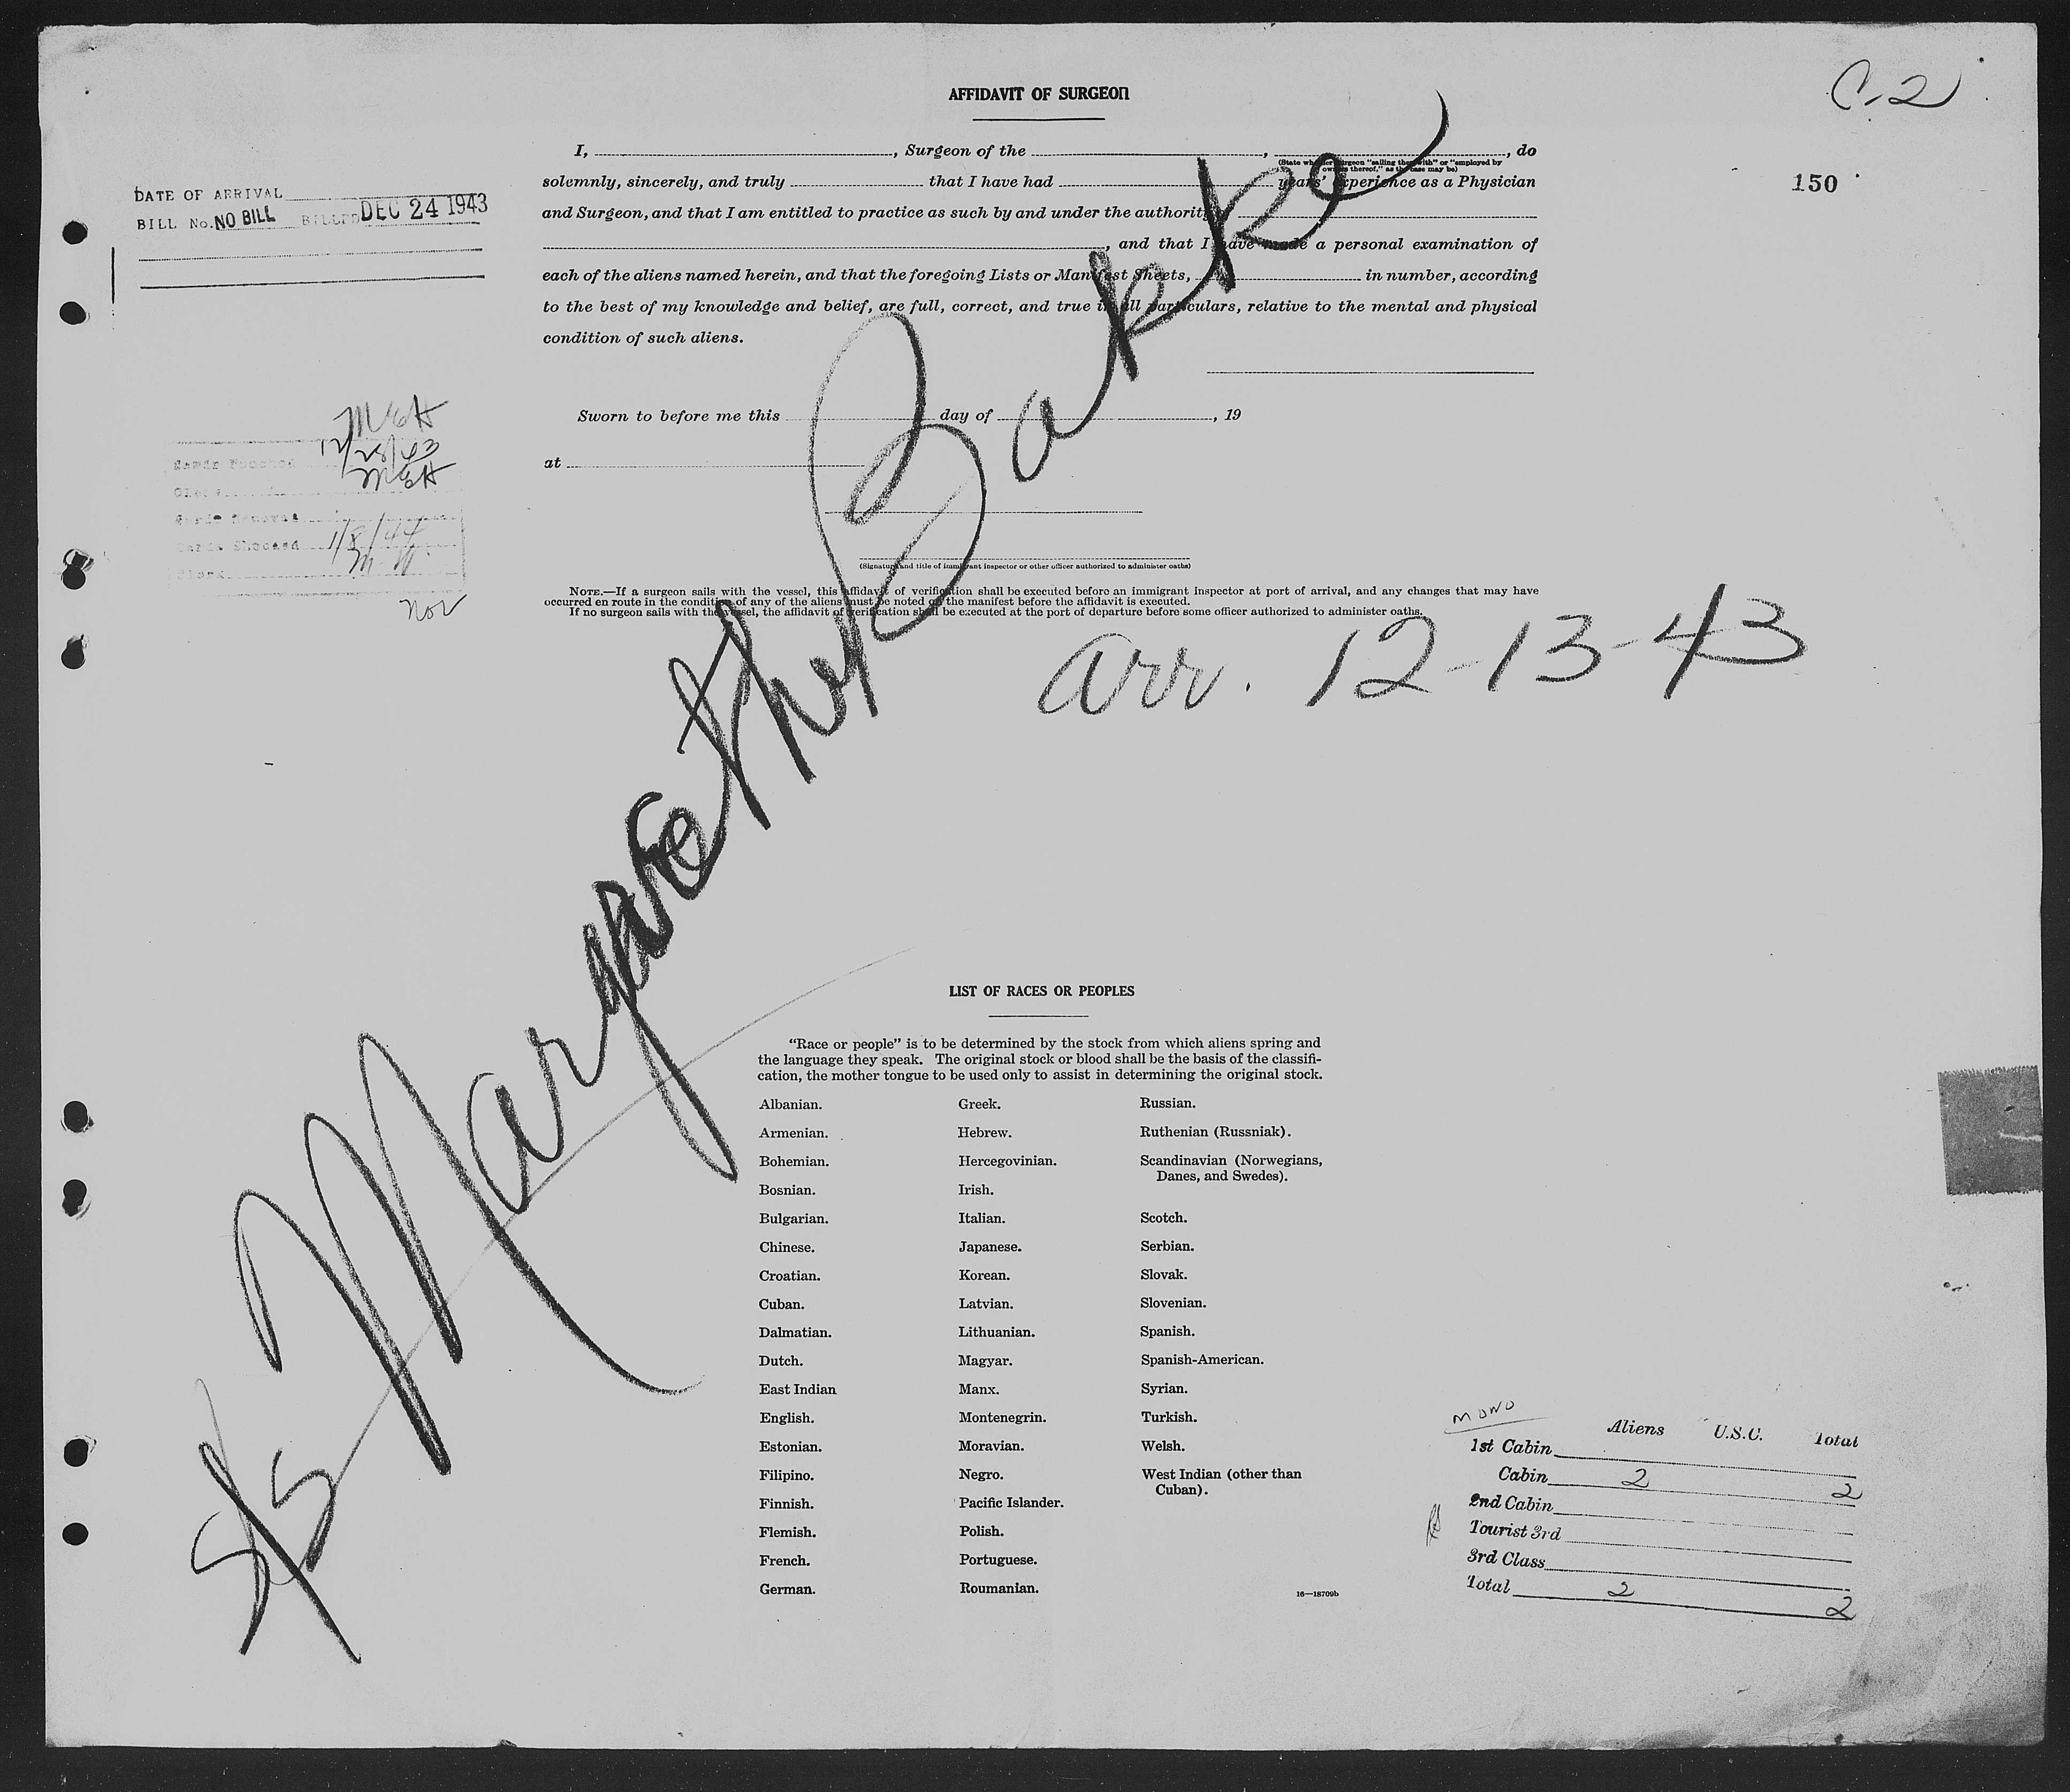 C-2
AFFIDAVIT OF SURGEON
I, , Surgeon of the , , do
(State whether surgeon "sailing therewith" or "employed by
owners thereof," as the case may be)
solemnly, sincerely, and truly that I have had years' experience as a Physician
150
DATE OF ARRIVAL
BILL No. NO BILL BILLED DEC 24 1943
and Surgeon, and that I am entitled to practice as such by and under the authority
, and that I have made a personal examination of
each of the aliens named herein, and that the foregoing Lists or Manifest Sheets, in number, according
to the best of my knowledge and belief, are full, correct, and true in all particulars, relative to the mental and physical
condition of such aliens.
Sworn to before me this day of , 19
at
MEH
12/28/43
MEH
1/8/44
(Signature and title of immigrant inspector or other officer authorized to administer oaths)
NOTE.—If a surgeon sails with the vessel, this affidavit of verification shall be executed before an immigrant inspector at port of arrival, and any changes that may have
occurred en route in the condition of any of the aliens must be noted on the manifest before the affidavit is executed.
If no surgeon sails with the vessel, the affidavit of verification shall be executed at the port of departure before some officer authorized to administer oaths.
arr. 12-13-43
S/S Margarethe Bakke
LIST OF RACES OR PEOPLES
"Race or people" is to be determined by the stock from which aliens spring and
the language they speak. The original stock or blood shall be the basis of the classifi-
cation, the mother tongue to be used only to assist in determining the original stock.
Albanian. Greek. Russian.
Armenian. Hebrew. Ruthenian (Russniak).
Bohemian. Hercegovinian. Scandinavian (Norwegians,
Danes, and Swedes).
Bosnian. Irish.
Bulgarian. Italian. Scotch.
Chinese. Japanese. Serbian.
Croatian. Korean. Slovak.
Cuban. Latvian. Slovenian.
Dalmatian. Lithuanian. Spanish.
Dutch. Magyar. Spanish-American.
East Indian Manx. Syrian.
English. Montenegrin. Turkish.
Estonian. Moravian. Welsh.
Filipino. Negro. West Indian (other than
Cuban).
Finnish. Pacific Islander.
Flemish. Polish.
French. Portuguese.
German. Roumanian.
16—18709b
MONO
Aliens U.S.C. Total
1st Cabin
Cabin 2 2
2nd Cabin
Tourist 3rd
3rd Class
Total 2 2